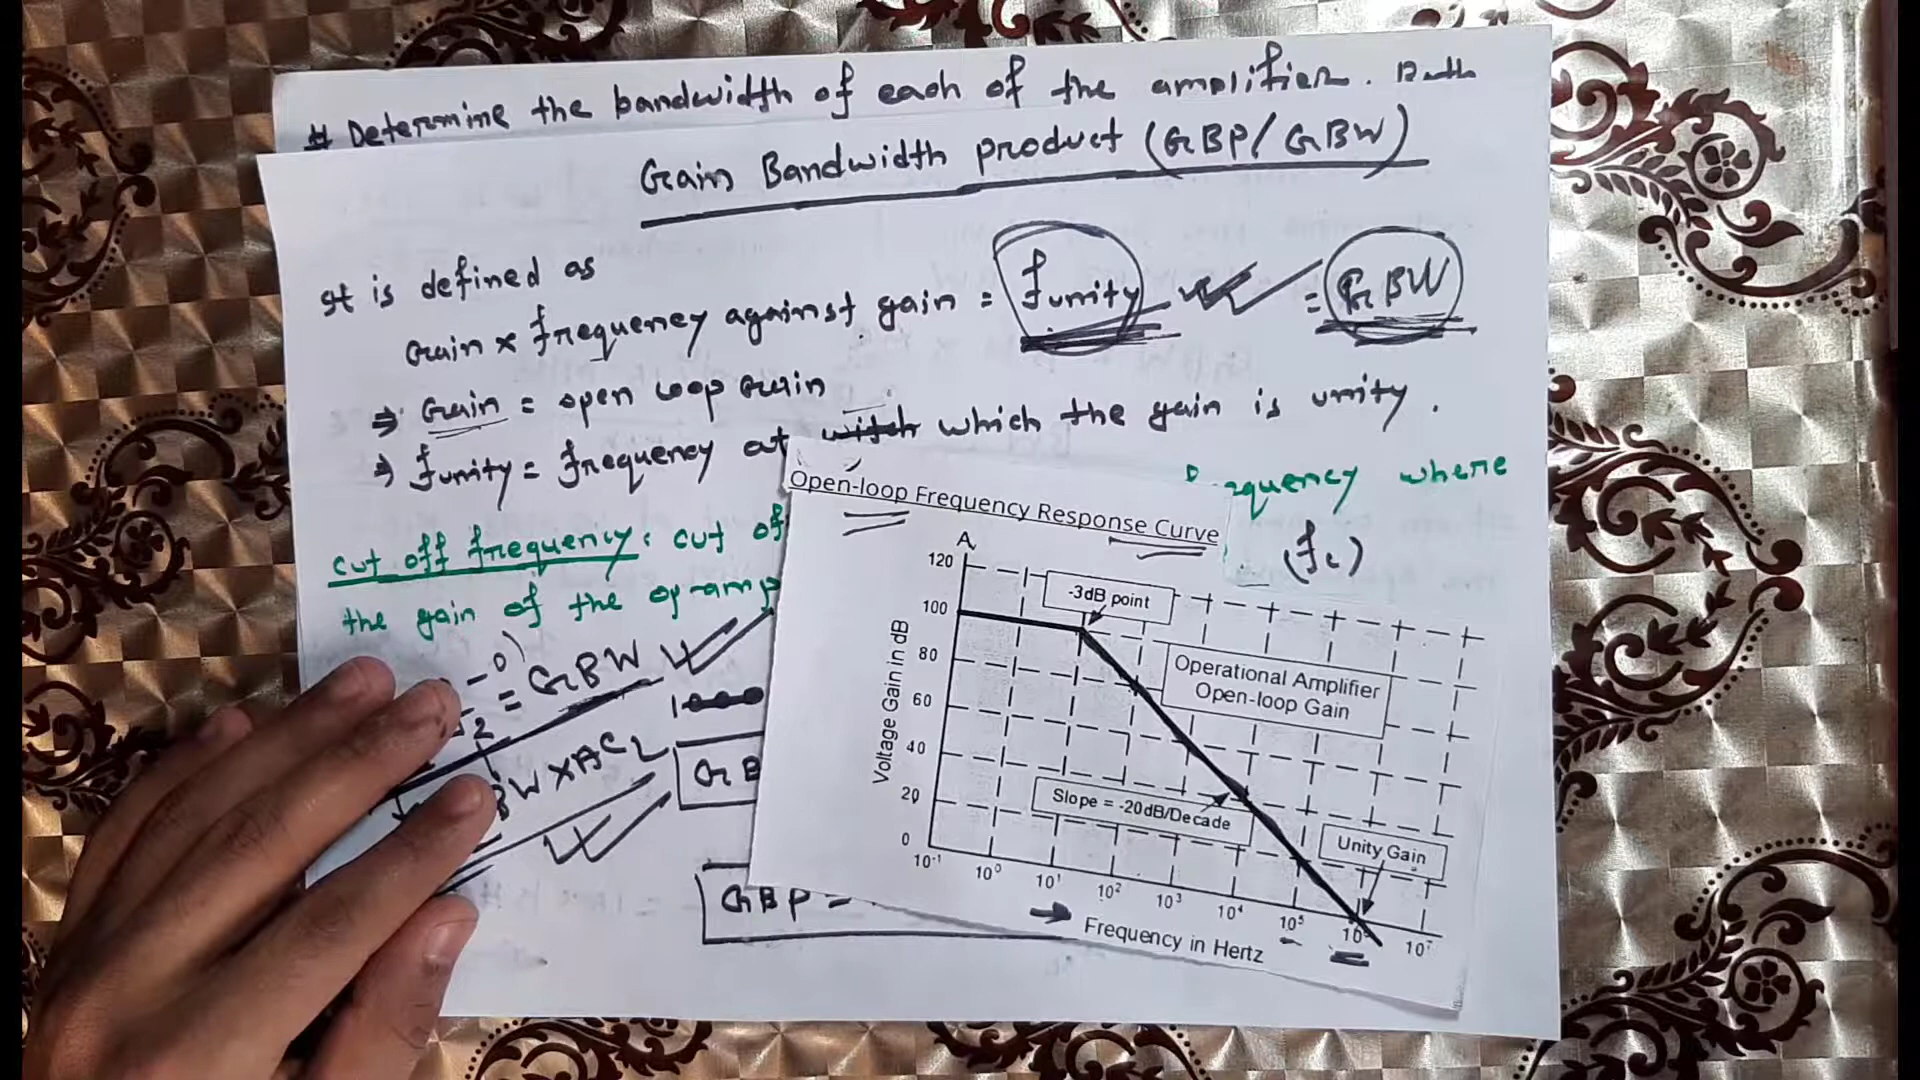 # Determine the bandwidth of each of the amplifier. Both
Gain Bandwidth product (GBP/GBW)
It is defined as
Gain x frequency against gain = funity = GBW
⇒ Gain = open loop Gain
⇒ funity = frequency at which the gain is unity.
cut off frequency: cut of
frequency where
the gain of the op-amp
(fc)
= GBW
BW x ACL
GB
GBP =
Open-loop Frequency Response Curve
A
120
100
80
60
40
20
0
Voltage Gain in dB
-3dB point
Operational Amplifier
Open-loop Gain
Slope = -20dB/Decade
Unity Gain
10⁻¹ 10⁰ 10¹ 10² 10³ 10⁴ 10⁵ 10⁶ 10⁷
→ Frequency in Hertz